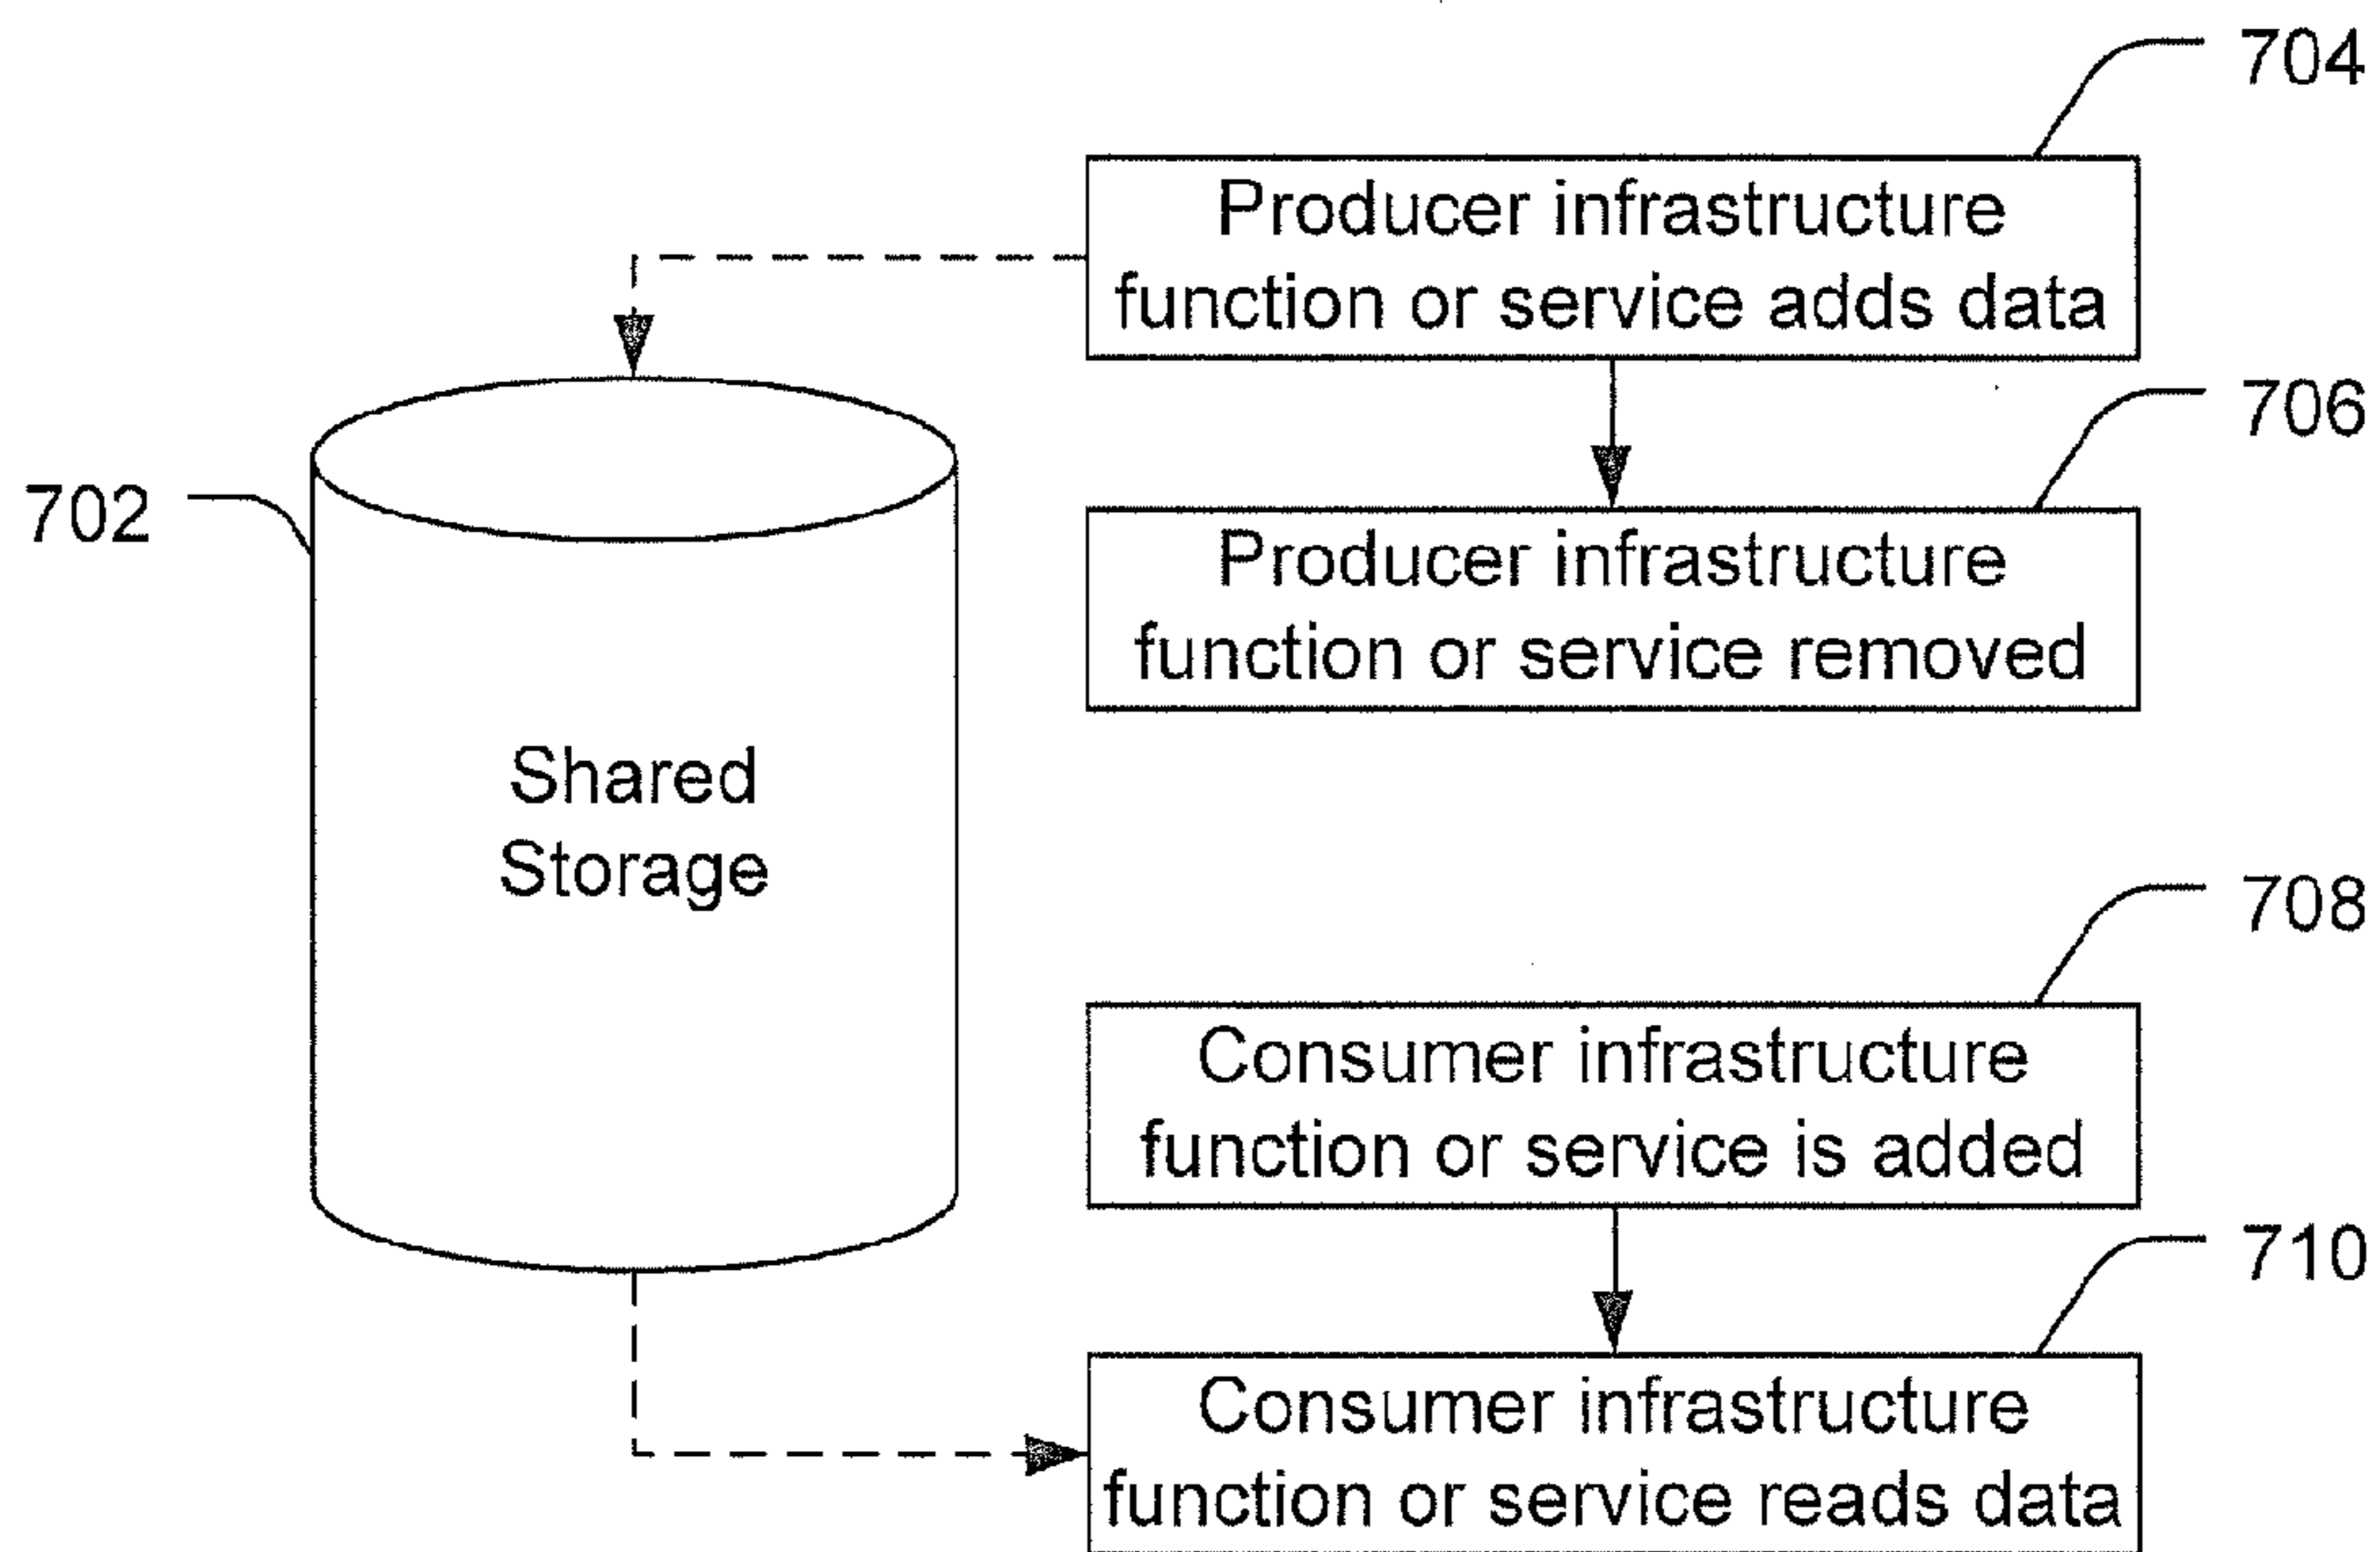 704
Producer infrastructure
function or service adds data
706
702
Producer infrastructure
function or service removed
Shared
Storage
708
Consumer infrastructure
function or service is added
710
Consumer infrastructure
function or service reads data